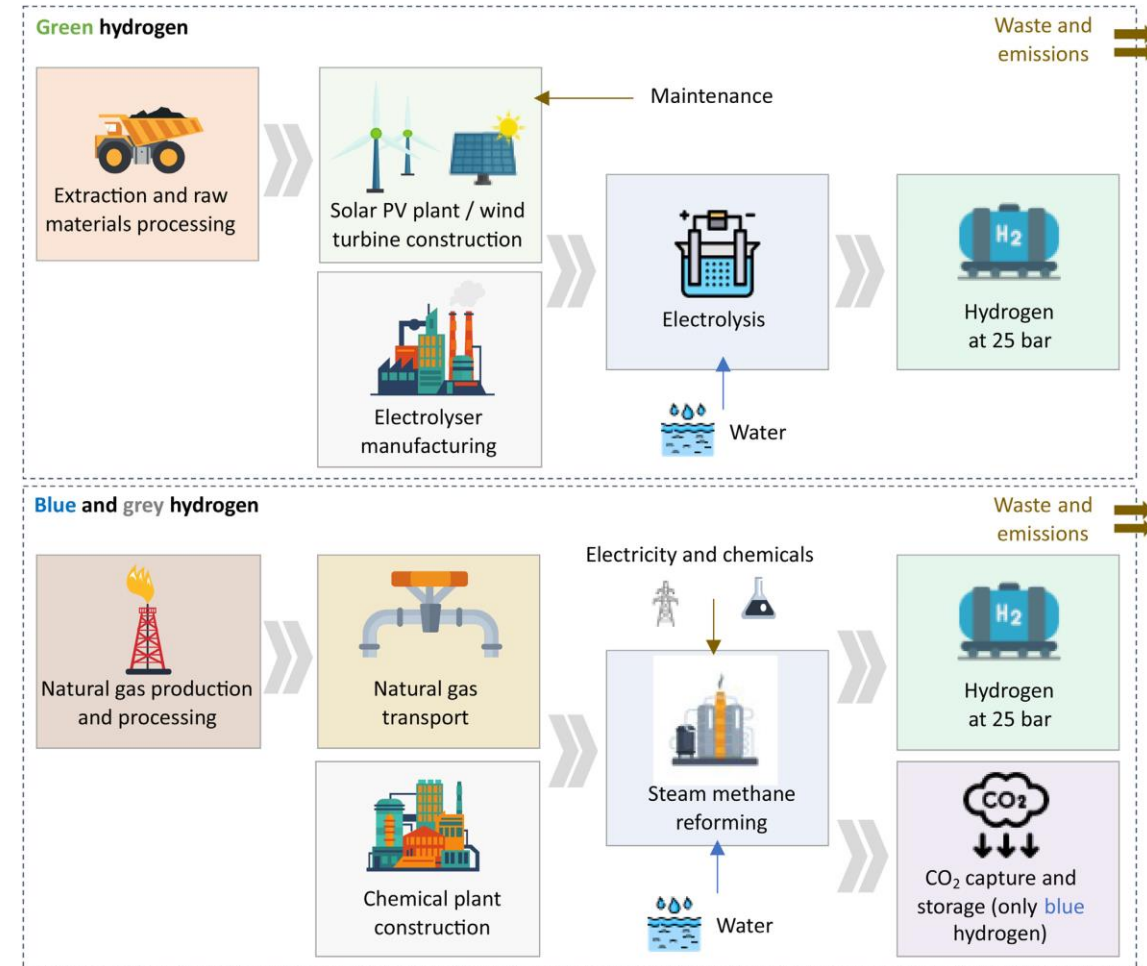 Green hydrogen
Waste and
emissions
Maintenance
Extraction and raw
materials processing
Solar PV plant / wind
turbine construction
Electrolyser
manufacturing
+ -
Electrolysis
Water
H2
Hydrogen
at 25 bar
Blue and grey hydrogen
Waste and
emissions
Natural gas production
and processing
Natural gas
transport
Chemical plant
construction
Electricity and chemicals
Steam methane
reforming
Water
H2
Hydrogen
at 25 bar
CO2
CO₂ capture and
storage (only blue
hydrogen)